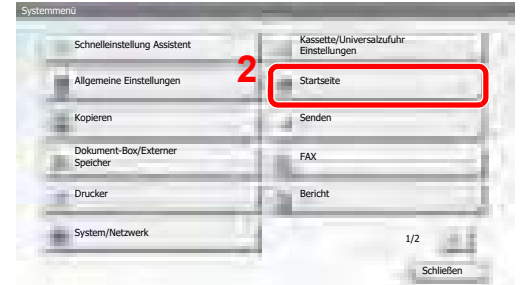 Systemmenü
Schnelleinstellung Assistent
Kassette/Universalzufuhr
Einstellungen
Allgemeine Einstellungen
2
Startseite
Kopieren
Senden
Dokument-Box/Externer
Speicher
FAX
Drucker
Bericht
System/Netzwerk
1/2
Schließen